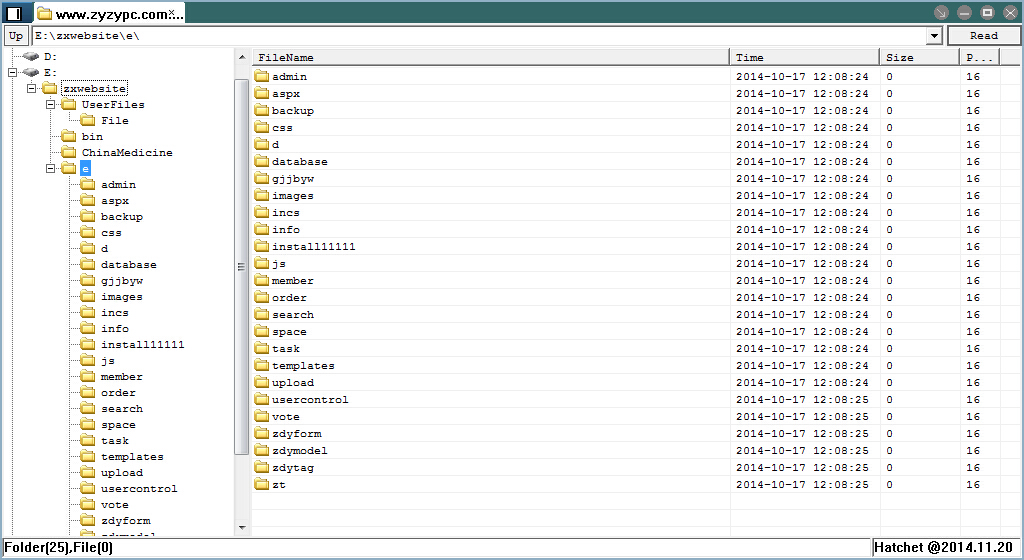 www.zyzypc.com:...
Up
E:\zxwebsite\e\
Read
D:
E:
zxwebsite
UserFiles
File
bin
ChinaMedicine
e
admin
aspx
backup
css
d
database
gjjbyw
images
incs
info
install11111
js
member
order
search
space
task
templates
upload
usercontrol
vote
zdyform
zdymodel
FileName Time Size P...
admin 2014-10-17 12:08:24 0 16
aspx 2014-10-17 12:08:24 0 16
backup 2014-10-17 12:08:24 0 16
css 2014-10-17 12:08:24 0 16
d 2014-10-17 12:08:24 0 16
database 2014-10-17 12:08:24 0 16
gjjbyw 2014-10-17 12:08:24 0 16
images 2014-10-17 12:08:24 0 16
incs 2014-10-17 12:08:24 0 16
info 2014-10-17 12:08:24 0 16
install11111 2014-10-17 12:08:24 0 16
js 2014-10-17 12:08:24 0 16
member 2014-10-17 12:08:24 0 16
order 2014-10-17 12:08:24 0 16
search 2014-10-17 12:08:24 0 16
space 2014-10-17 12:08:24 0 16
task 2014-10-17 12:08:24 0 16
templates 2014-10-17 12:08:24 0 16
upload 2014-10-17 12:08:24 0 16
usercontrol 2014-10-17 12:08:25 0 16
vote 2014-10-17 12:08:25 0 16
zdyform 2014-10-17 12:08:25 0 16
zdymodel 2014-10-17 12:08:25 0 16
zdytag 2014-10-17 12:08:25 0 16
zt 2014-10-17 12:08:25 0 16
Folder(25),File(0)
Hatchet @2014.11.20